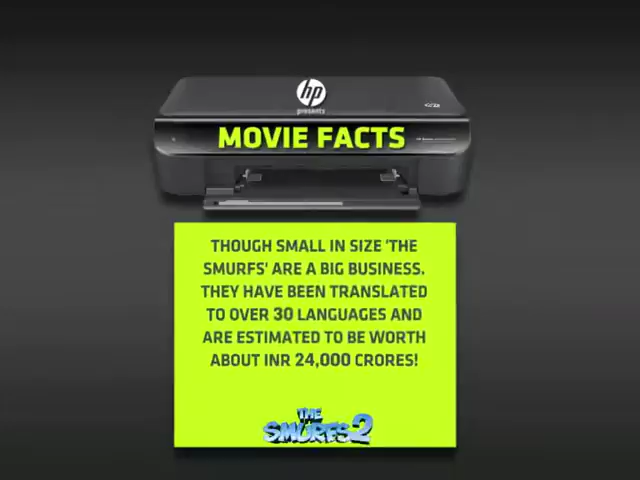 hp
presents
MOVIE FACTS
THOUGH SMALL IN SIZE 'THE
SMURFS' ARE A BIG BUSINESS.
THEY HAVE BEEN TRANSLATED
TO OVER 30 LANGUAGES AND
ARE ESTIMATED TO BE WORTH
ABOUT INR 24,000 CRORES!
THE
SMURFS 2